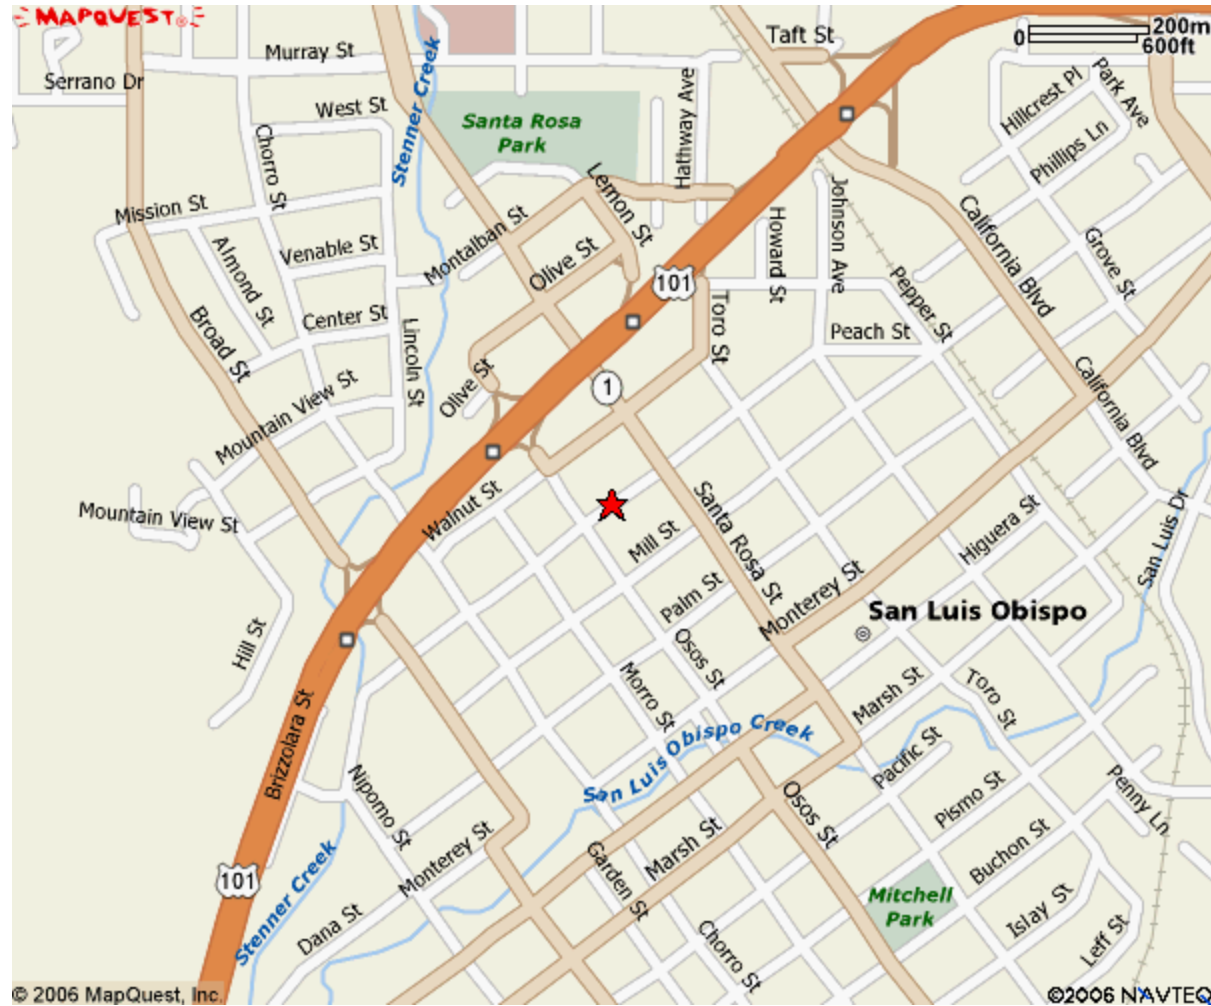 MAPQUEST
200m
0
600ft
Taft St
Murray St
Serrano Dr
West St
Stenner Creek
Santa Rosa
Park
Hathway Ave
Hillcrest Pl
Park Ave
Phillips Ln
Chorro St
Lemon St
Johnson Ave
Mission St
Montalban St
Howard St
California Blvd
Almond St
Venable St
Olive St
101
Grove St
Pepper St
Broad St
Center St
Lincoln St
Toro St
Peach St
Mountain View St
Olive St
1
California Blvd
Mountain View St
Walnut St
Santa Rosa St
Mill St
Higuera St
San Luis Dr
Palm St
Monterey St
San Luis Obispo
Hill St
Osos St
Morro St
Marsh St
Toro St
Brizzolara St
San Luis Obispo Creek
Pacific St
Nipomo St
Osos St
Pismo St
Penny Ln
Monterey St
Garden St
Marsh St
Buchon St
101
Stenner Creek
Mitchell
Park
Dana St
Chorro St
Islay St
Leff St
© 2006 MapQuest, Inc.
©2006 NAVTEQ